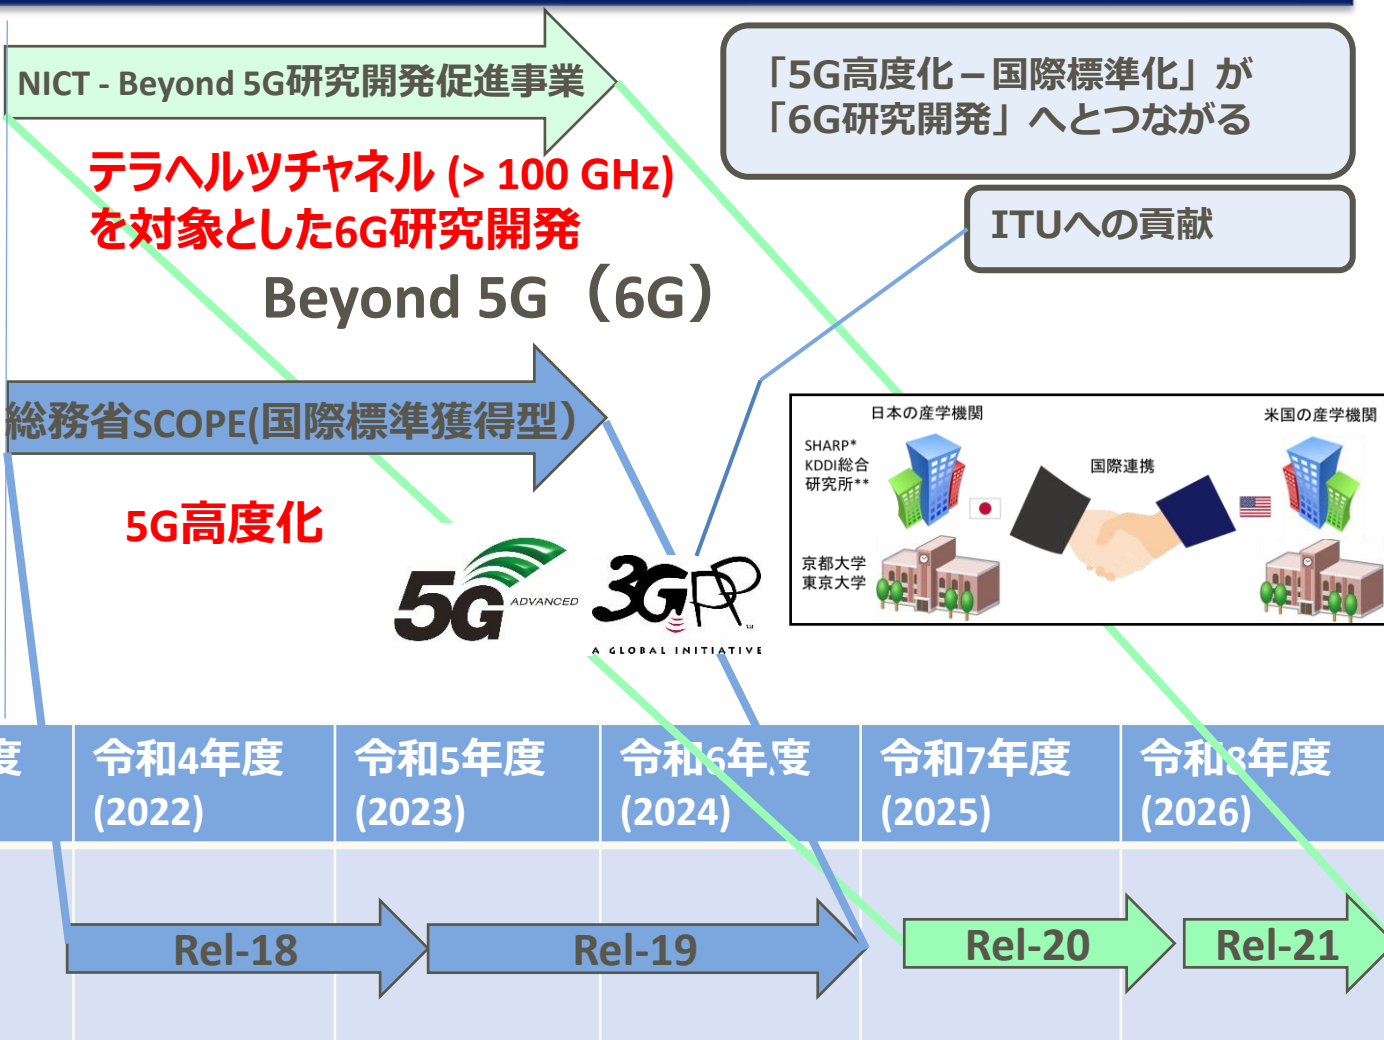 NICT - Beyond 5G研究開発促進事業
「5G高度化 – 国際標準化」が
「6G研究開発」へとつながる
テラヘルツチャネル (> 100 GHz)
を対象とした6G研究開発
ITUへの貢献
Beyond 5G（6G）
総務省SCOPE(国際標準獲得型）
5G高度化
5G ADVANCED
3GPP
A GLOBAL INITIATIVE
日本の産学機関
米国の産学機関
SHARP*
KDDI総合
研究所**
国際連携
京都大学
東京大学
度
令和4年度
(2022)
令和5年度
(2023)
令和6年度
(2024)
令和7年度
(2025)
令和8年度
(2026)
Rel-18
Rel-19
Rel-20
Rel-21